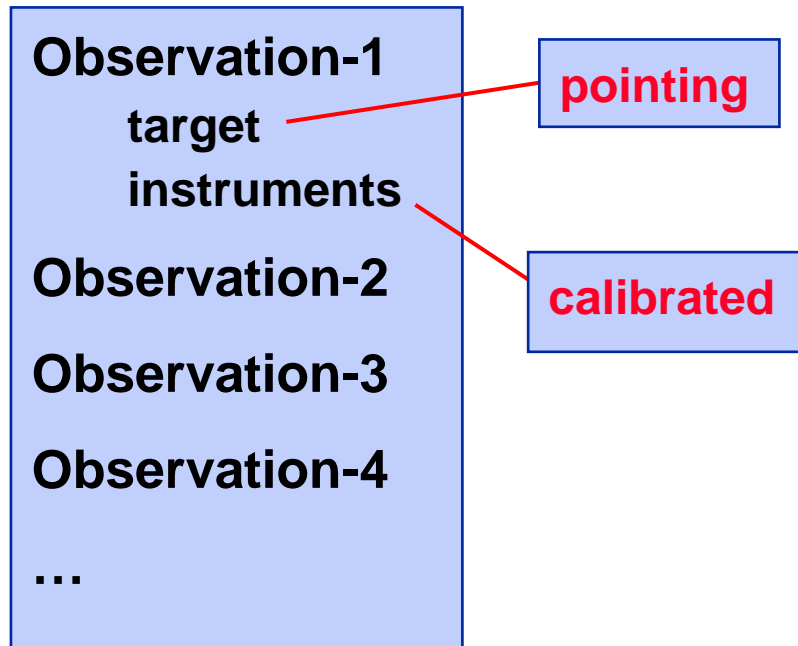 Observation-1
target
instruments
Observation-2
Observation-3
Observation-4
…
pointing
calibrated